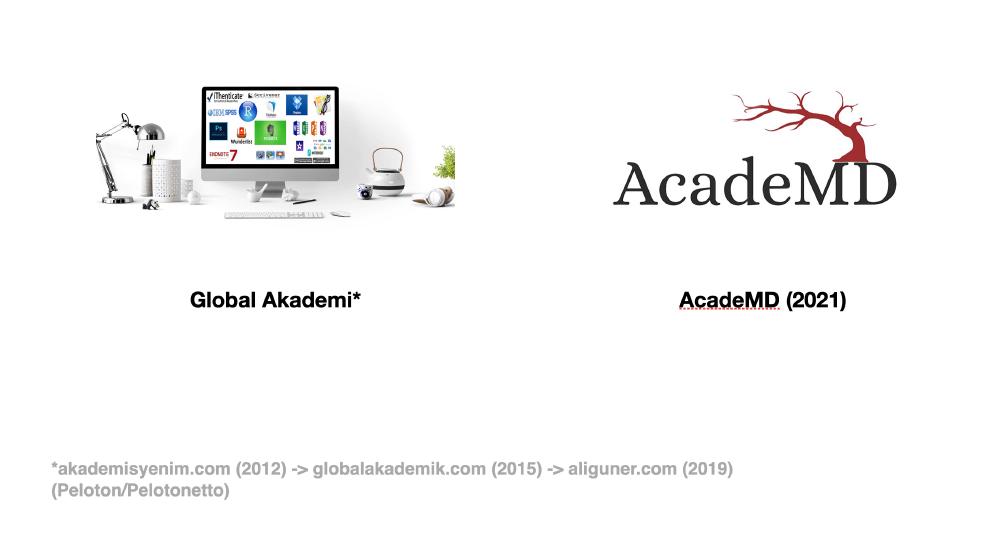 iThenticate
Scrivener
SPSS
R
Ps
Wunderlist
ENDNOTE 7
AcadeMD
Global Akademi*
AcadeMD (2021)
*akademisyenim.com (2012) -> globalakademik.com (2015) -> aliguner.com (2019)
(Peloton/Pelotonetto)